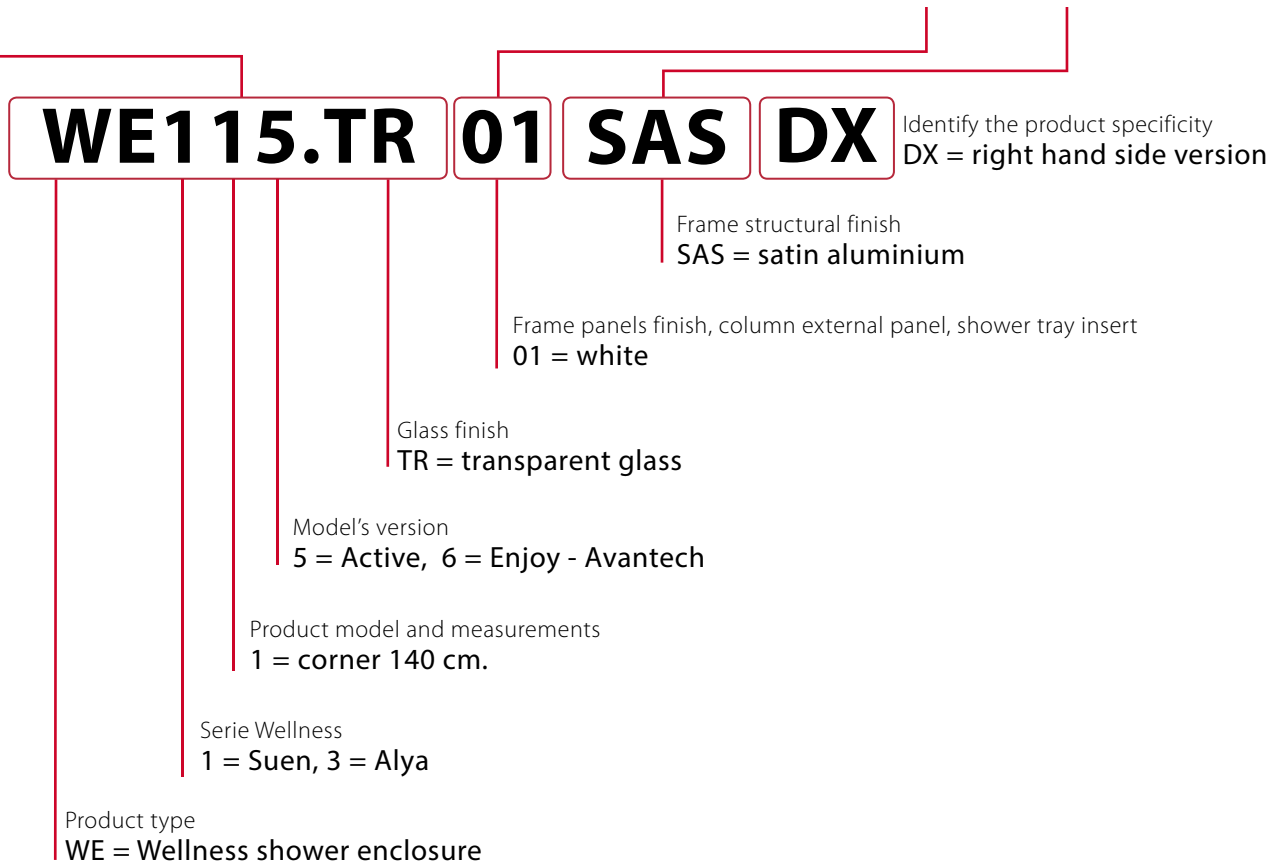 WE115.TR 01 SAS DX
Identify the product specificity
DX = right hand side version
Frame structural finish
SAS = satin aluminium
Frame panels finish, column external panel, shower tray insert
01 = white
Glass finish
TR = transparent glass
Model's version
5 = Active, 6 = Enjoy - Avantech
Product model and measurements
1 = corner 140 cm.
Serie Wellness
1 = Suen, 3 = Alya
Product type
WE = Wellness shower enclosure